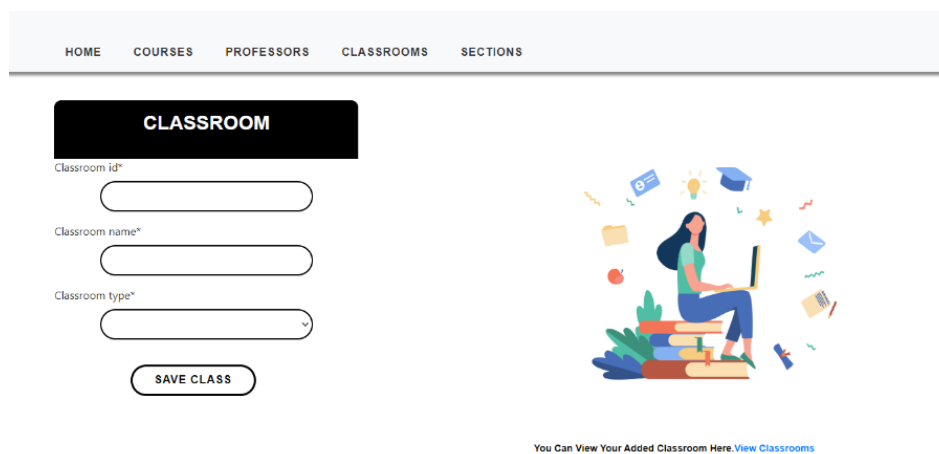 HOME COURSES PROFESSORS CLASSROOMS SECTIONS
CLASSROOM
Classroom id*
Classroom name*
Classroom type*
SAVE CLASS
You Can View Your Added Classroom Here.View Classrooms